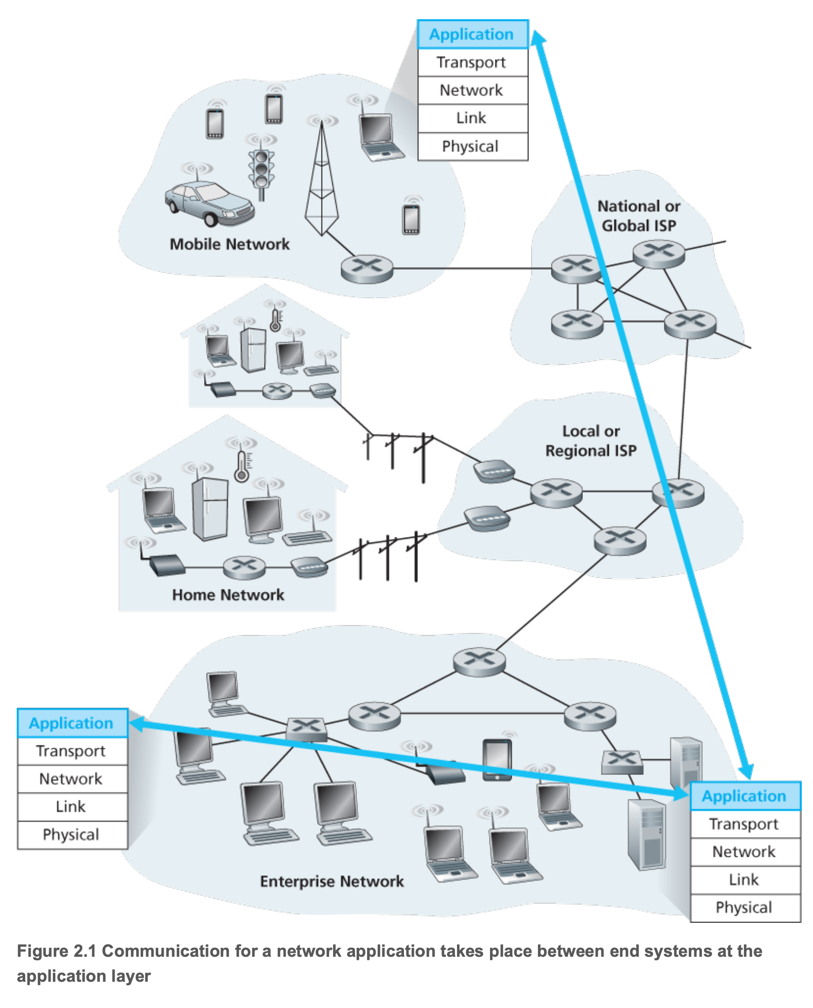 Application
Transport
Network
Link
Physical
Mobile Network
National or
Global ISP
Local or
Regional ISP
Home Network
Application
Transport
Network
Link
Physical
Application
Transport
Network
Link
Physical
Enterprise Network
Figure 2.1 Communication for a network application takes place between end systems at the
application layer